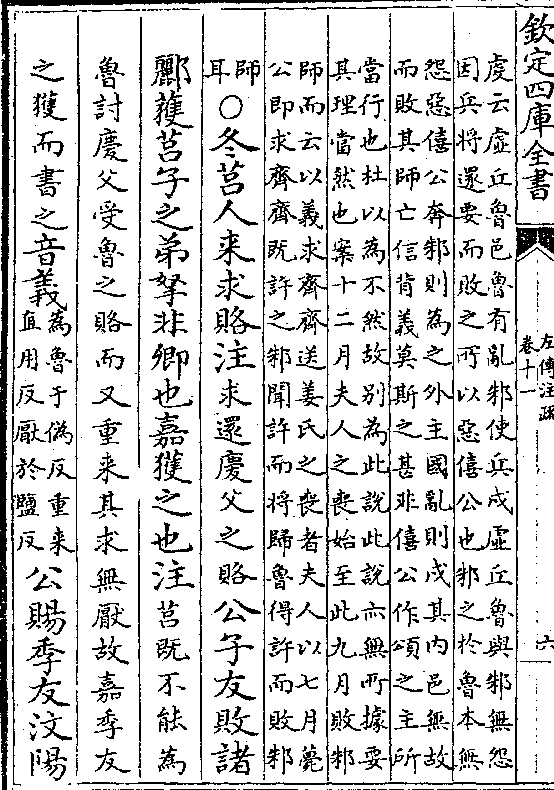 欽定四庫全書
左傳注疏
卷十一
六
虔云虛丘魯邑魯有亂邾使兵戍虛丘魯與邾無怨
因兵將還要而敗之所以惡僖公也邾之於魯本無
怨惡僖公奔邾則為之外主國亂則戍其内邑無故
而敗其師亡信背義莫斯之甚非僖公作頌之主所
當行也杜以為不然故别為此說此說亦無所據要
其理當然也案十二月夫人之喪始至此九月敗邾
師而云以義求齊齊送姜氏之喪者夫人以七月薨
公即求齊齊既許之邾聞許而將歸魯得許而敗邾
師
耳
○冬莒人來求賂注求還慶父之賂公子友敗諸
酈獲莒子之弟拏非卿也嘉獲之也注莒既不能為
魯討慶父受魯之賂而又重来其求無厭故嘉季友
之獲而書之音義為魯于偽反重来
直用反厭於鹽反
公賜季友汶陽